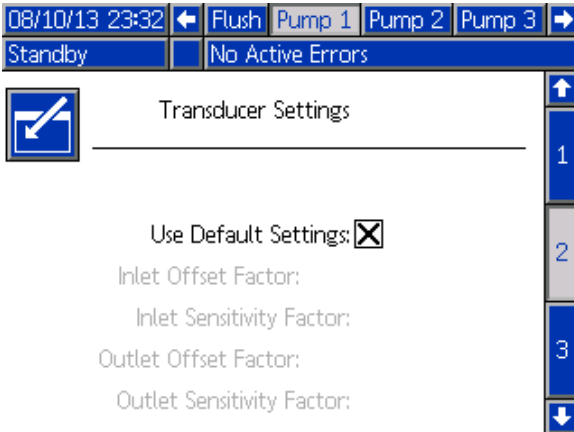 08/10/13 23:32 Flush Pump 1 Pump 2 Pump 3
Standby No Active Errors
Transducer Settings
1
Use Default Settings:
2
Inlet Offset Factor:
Inlet Sensitivity Factor:
Outlet Offset Factor:
3
Outlet Sensitivity Factor: